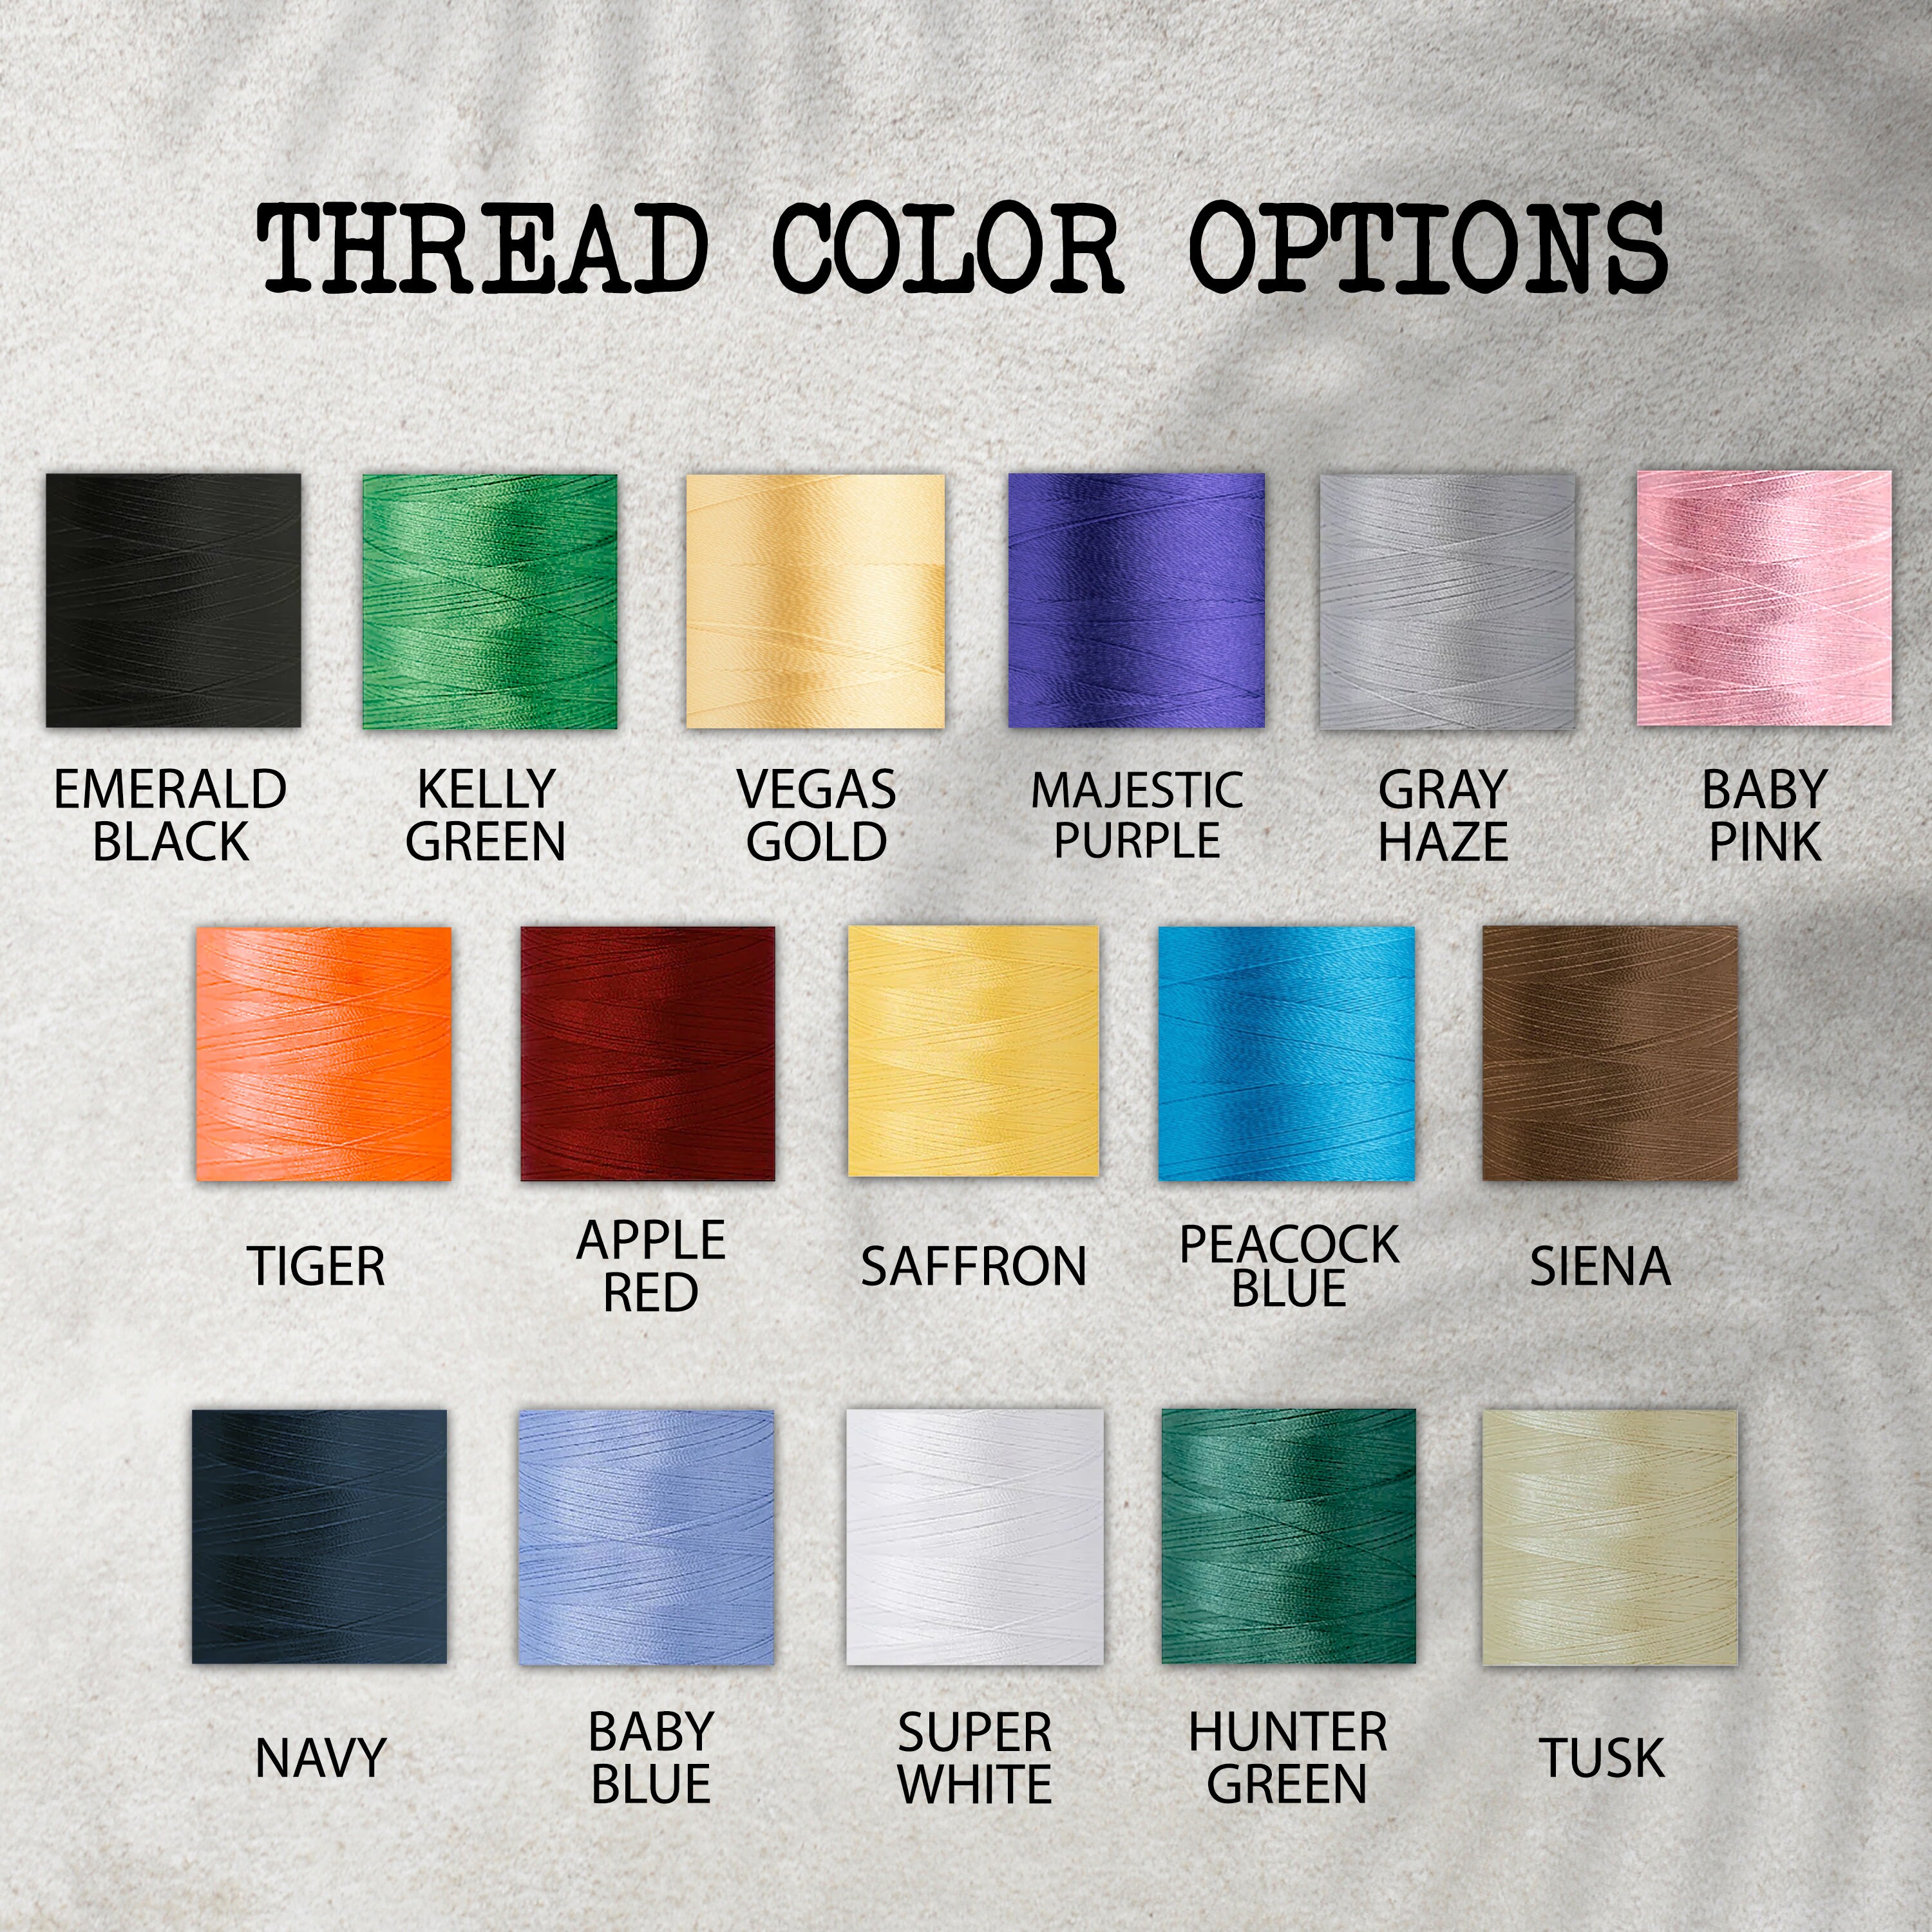 THREAD COLOR OPTIONS
EMERALD
BLACK
KELLY
GREEN
VEGAS
GOLD
MAJESTIC
PURPLE
GRAY
HAZE
BABY
PINK
TIGER
APPLE
RED
SAFFRON
PEACOCK
BLUE
SIENA
NAVY
BABY
BLUE
SUPER
WHITE
HUNTER
GREEN
TUSK